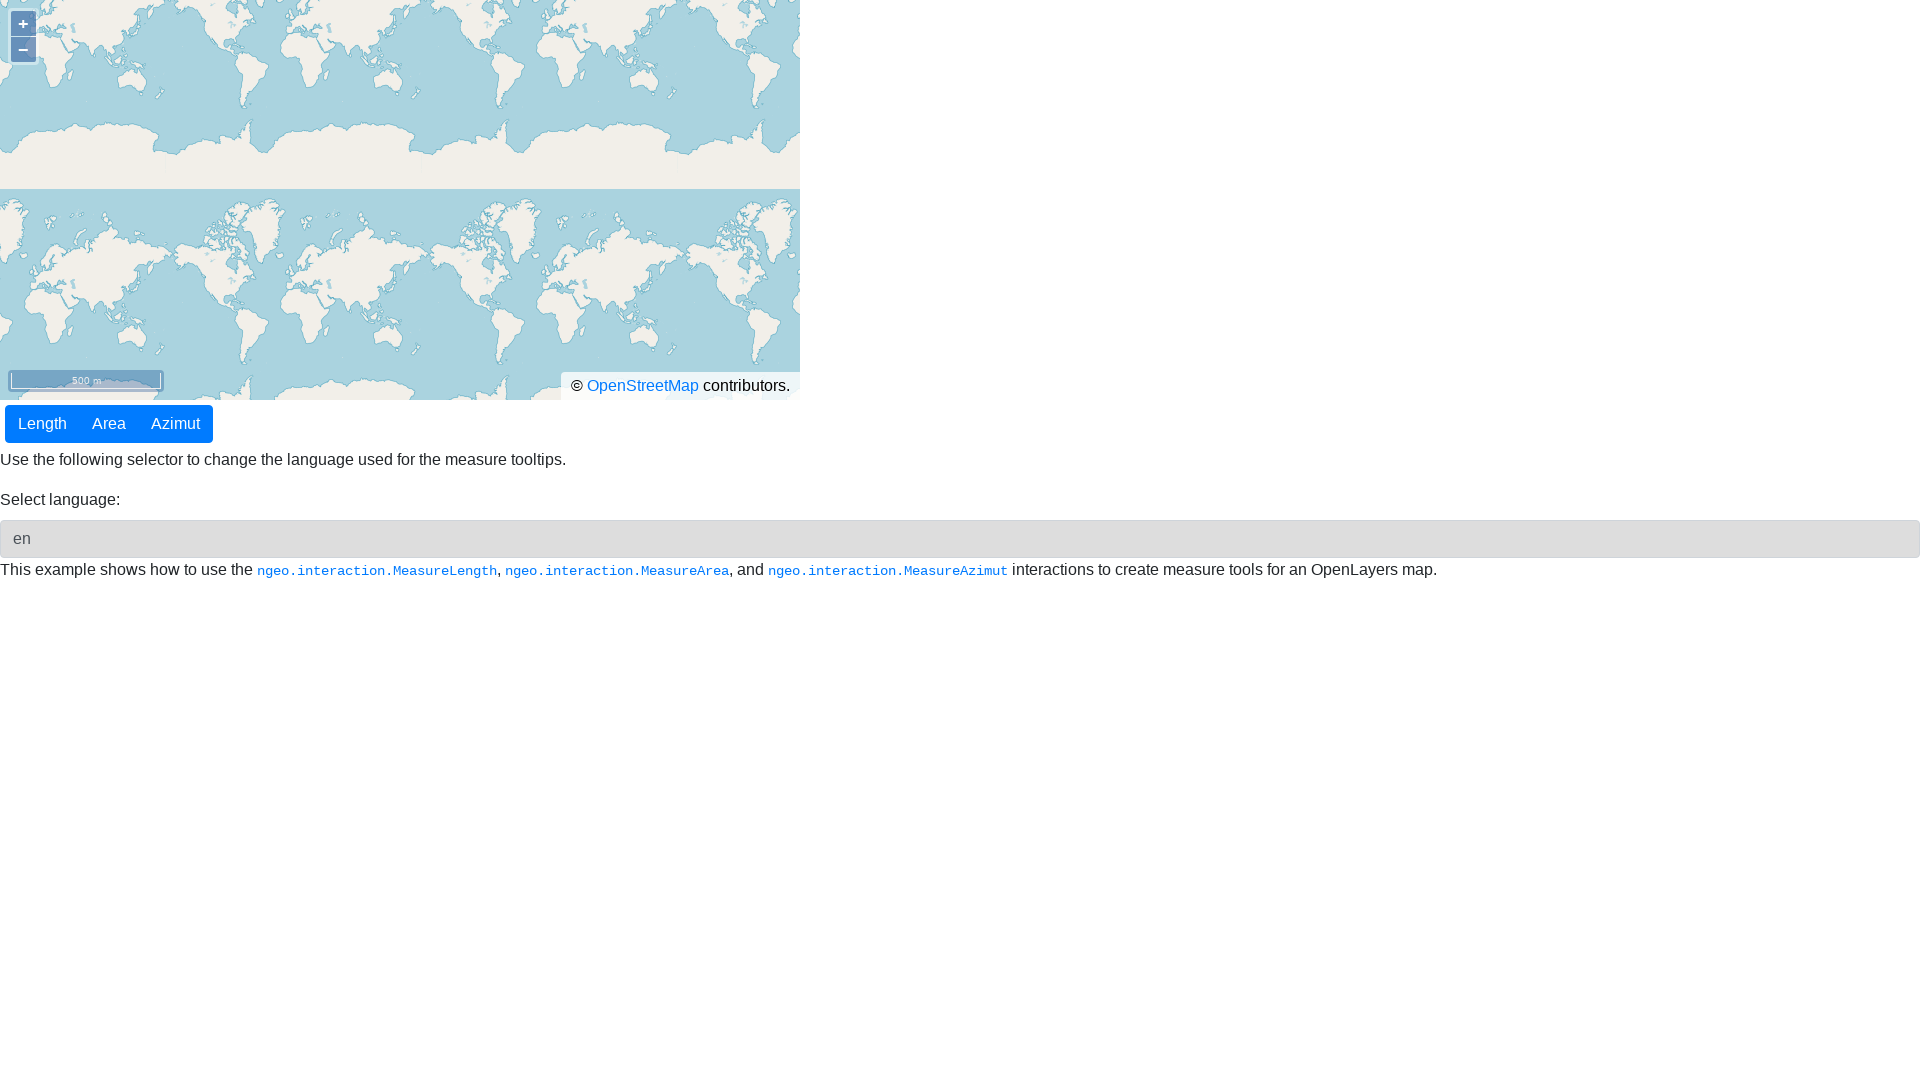 +
−
500 m
© OpenStreetMap contributors.
Length Area Azimut
Use the following selector to change the language used for the measure tooltips.
Select language:
en
This example shows how to use the ngeo.interaction.MeasureLength, ngeo.interaction.MeasureArea, and ngeo.interaction.MeasureAzimut interactions to create measure tools for an OpenLayers map.